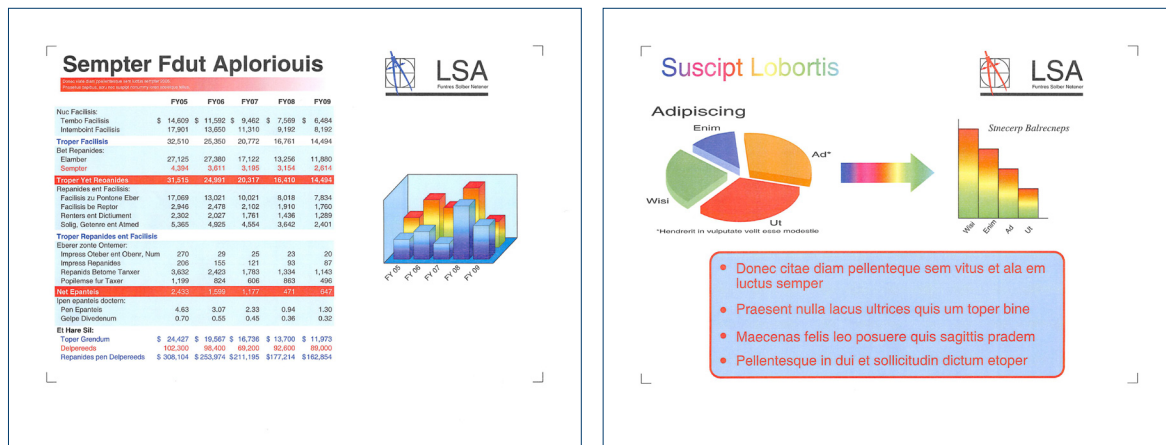 Sempter Fdut Aploriouis
LSA
Puntres Solber Netoner
FY05 FY06 FY07 FY08 FY09
Nuc Facilisis:
Tembo Facilisis $ 14,609 $ 11,592 $ 9,462 $ 7,569 $ 6,484
Intamboint Facilisis 17,901 13,650 11,310 9,192 8,192
Troper Facilisis 32,510 25,350 20,772 16,761 14,494
Bet Repanides:
Elamber 27,125 27,380 17,122 13,256 11,880
Sempter 4,394 3,611 3,195 3,154 2,614
Troper Yet Reoanides 31,515 24,991 20,317 16,410 14,494
Repanides ent Facilisis:
Facilisis zu Pontone Eber 17,069 13,021 10,021 8,018 7,834
Facilisis be Reptor 2,946 2,478 2,102 1,910 1,760
Renters ent Dictiument 2,302 2,027 1,761 1,436 1,289
Solig, Gotenre ent Atmed 5,365 4,925 4,554 3,642 2,401
Troper Repanides ent Facilisis
Eberer zonte Ontemer:
Impress Oteber ent Obenr, Num 270 29 25 23 20
Impress Repanides 206 155 121 93 87
Repanids Betome Tanxer 3,632 2,423 1,783 1,334 1,143
Popilemse fur Taxer 1,199 824 606 863 496
Net Epanteis 2,433 1,599 1,177 471 647
Ipen epanteis doctern:
Pen Epanteis 4.63 3.07 2.33 0.94 1.30
Gelpe Divedenum 0.70 0.55 0.45 0.36 0.32
Et Hare Sil:
Toper Grendum $ 24,427 $ 19,567 $ 16,736 $ 13,700 $ 11,973
Delpereeds 102,300 98,400 69,200 92,600 89,000
Repanides pen Delpereeds $ 308,104 $253,974 $211,195 $177,214 $162,854
FY 05 FY 06 FY 07 FY 08 FY 09
Suscipt Lobortis
LSA
Puntres Solber Netoner
Adipiscing
Enim
Ad*
Wisi
Ut
*Hendrerit in vulputate velit esse modestie
Stnecerp Balrecneps
Wisi Enim Ad Ut
• Donec citae diam pellenteque sem vitus et ala em
luctus semper
• Praesent nulla lacus ultrices quis um toper bine
• Maecenas felis leo posuere quis sagittis pradem
• Pellentesque in dui et sollicitudin dictum etoper